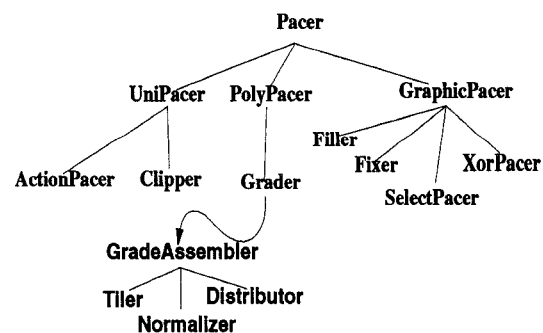 Pacer
UniPacer PolyPacer GraphicPacer
Filler
Fixer XorPacer
ActionPacer Clipper Grader
SelectPacer
GradeAssembler
Tiler Distributor
Normalizer